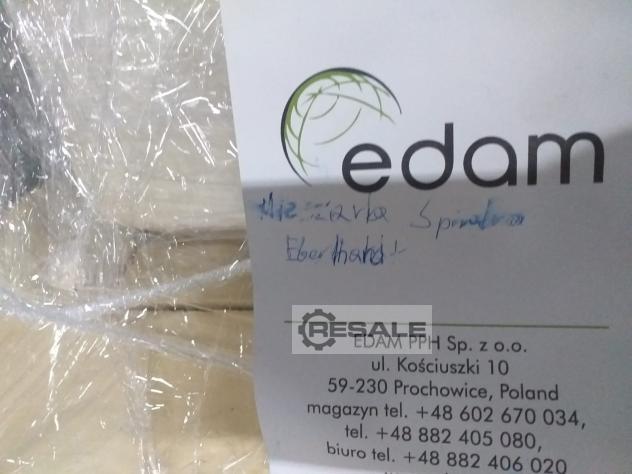 edam
Mieszarka Spiralna
Eberhardt
RESALE
EDAM PPH Sp. z o.o.
ul. Kościuszki 10
59-230 Prochowice, Poland
magazyn tel. +48 602 670 034,
tel. +48 882 405 080,
biuro tel. +48 882 406 020